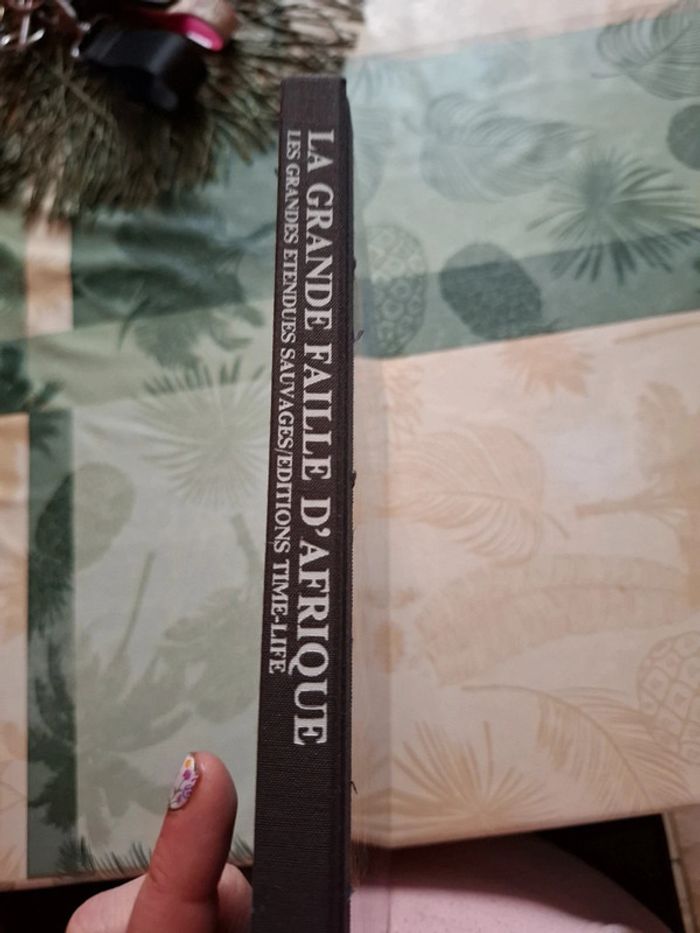 LA GRANDE FAILLE D'AFRIQUE
LES GRANDES ETENDUES SAUVAGES/EDITIONS TIME-LIFE